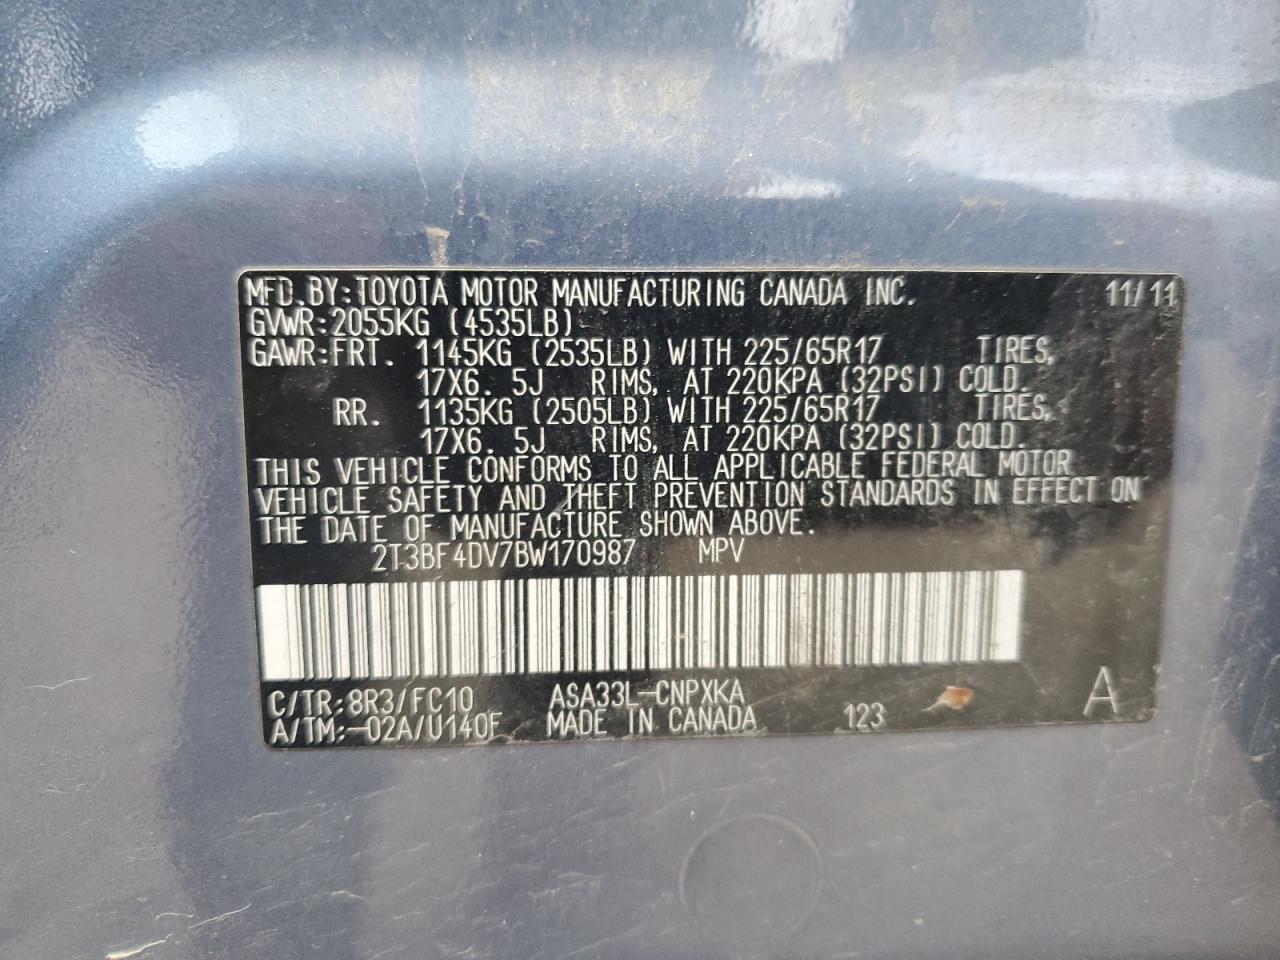 MFD.BY:TOYOTA MOTOR MANUFACTURING CANADA INC. 11/11
GVWR:2055KG (4535LB)
GAWR:FRT. 1145KG (2535LB) WITH 225/65R17 TIRES,
17X6. 5J RIMS, AT 220KPA (32PSI) COLD.
RR. 1135KG (2505LB) WITH 225/65R17 TIRES,
17X6. 5J RIMS, AT 220KPA (32PSI) COLD.
THIS VEHICLE CONFORMS TO ALL APPLICABLE FEDERAL MOTOR
VEHICLE SAFETY AND THEFT PREVENTION STANDARDS IN EFFECT ON
THE DATE OF MANUFACTURE SHOWN ABOVE.
2T3BF4DV7BW170987 MPV
C/TR:8R3/FC10 ASA33L-CNPXKA A
A/TM:-02A/U140F MADE IN CANADA 123